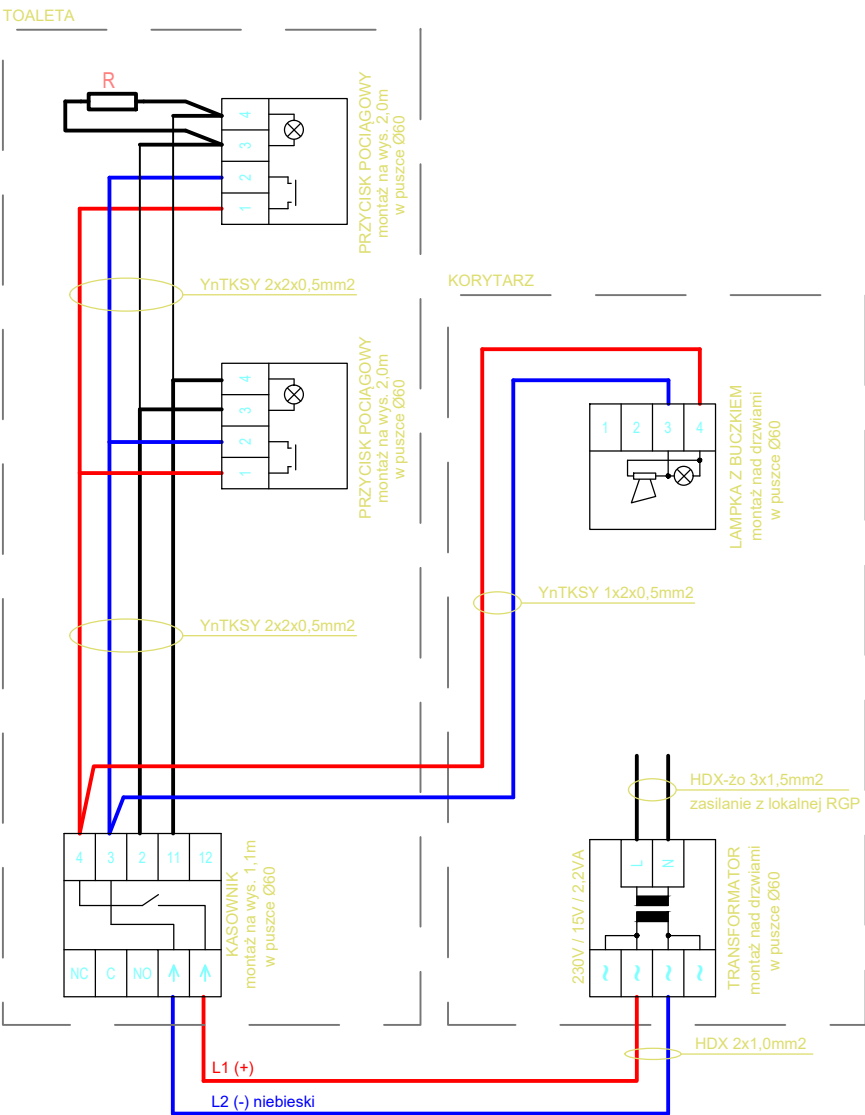 TOALETA
R
4
3
2
1
PRZYCISK POCIĄGOWY
montaż na wys. 2,0m
w puszce Ø60
YnTKSY 2x2x0,5mm2
KORYTARZ
4
3
2
1
PRZYCISK POCIĄGOWY
montaż na wys. 2,0m
w puszce Ø60
1 2 3 4
LAMPKA Z BUCZKIEM
montaż nad drzwiami
w puszce Ø60
YnTKSY 1x2x0,5mm2
YnTKSY 2x2x0,5mm2
HDX-żo 3x1,5mm2
zasilanie z lokalnej RGP
4 3 2 11 12
KASOWNIK
montaż na wys. 1,1m
w puszce Ø60
NC C NO ↑ ↑
230V / 15V / 2,2VA
L N
~ ~ ~ ~
TRANSFORMATOR
montaż nad drzwiami
w puszce Ø60
HDX 2x1,0mm2
L1 (+)
L2 (-) niebieski